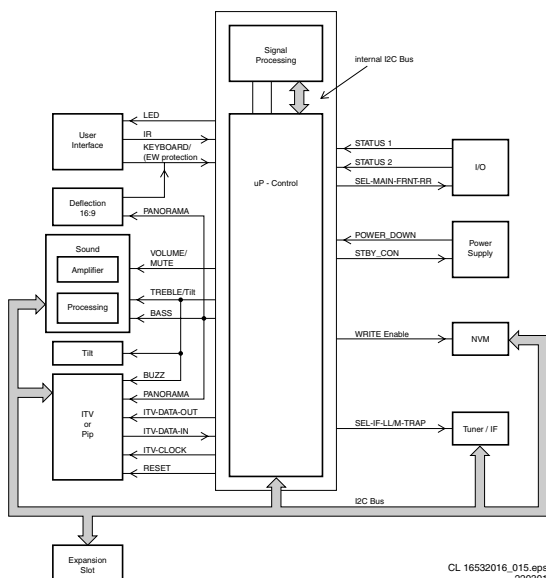 Signal
Processing
internal I2C Bus
LED
User
Interface
IR
KEYBOARD/
(EW protection
STATUS 1
STATUS 2
SEL-MAIN-FRNT-RR
I/O
uP - Control
Deflection
16:9
PANORAMA
Sound
Amplifier
Processing
VOLUME/
MUTE
TREBLE/Tilt
BASS
POWER_DOWN
STBY_CON
Power
Supply
WRITE Enable
NVM
Tilt
BUZZ
PANORAMA
ITV
or
Pip
ITV-DATA-OUT
ITV-DATA-IN
ITV-CLOCK
RESET
SEL-IF-LL/M-TRAP
Tuner / IF
I2C Bus
Expansion
Slot
CL 16532016_015.eps